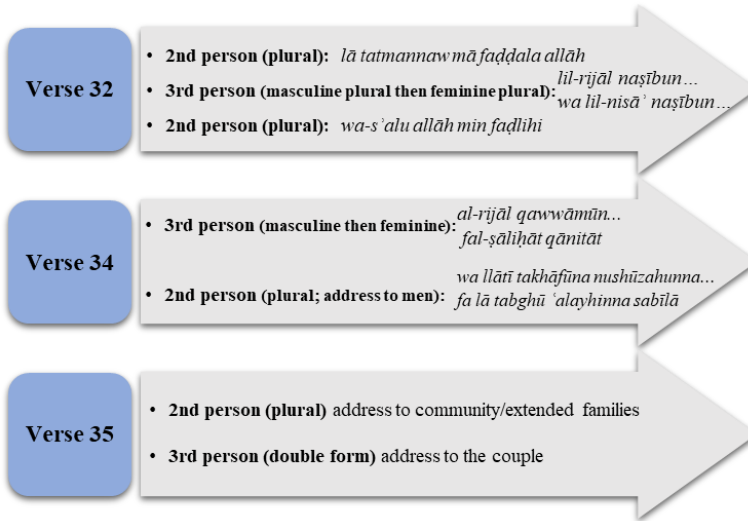 Verse 32
• 2nd person (plural): lā tatmannaw mā faḍḍala allāh
• 3rd person (masculine plural then feminine plural): lil-rijāl naṣībun…
wa lil-nisāʾ naṣībun…
• 2nd person (plural): wa-sʾalu allāh min faḍlihi
Verse 34
• 3rd person (masculine then feminine): al-rijāl qawwāmūn…
fal-ṣāliḥāt qānitāt
• 2nd person (plural; address to men): wa llātī takhāfūna nushūzahunna…
fa lā tabghū ʿalayhinna sabīlā
Verse 35
• 2nd person (plural) address to community/extended families
• 3rd person (double form) address to the couple